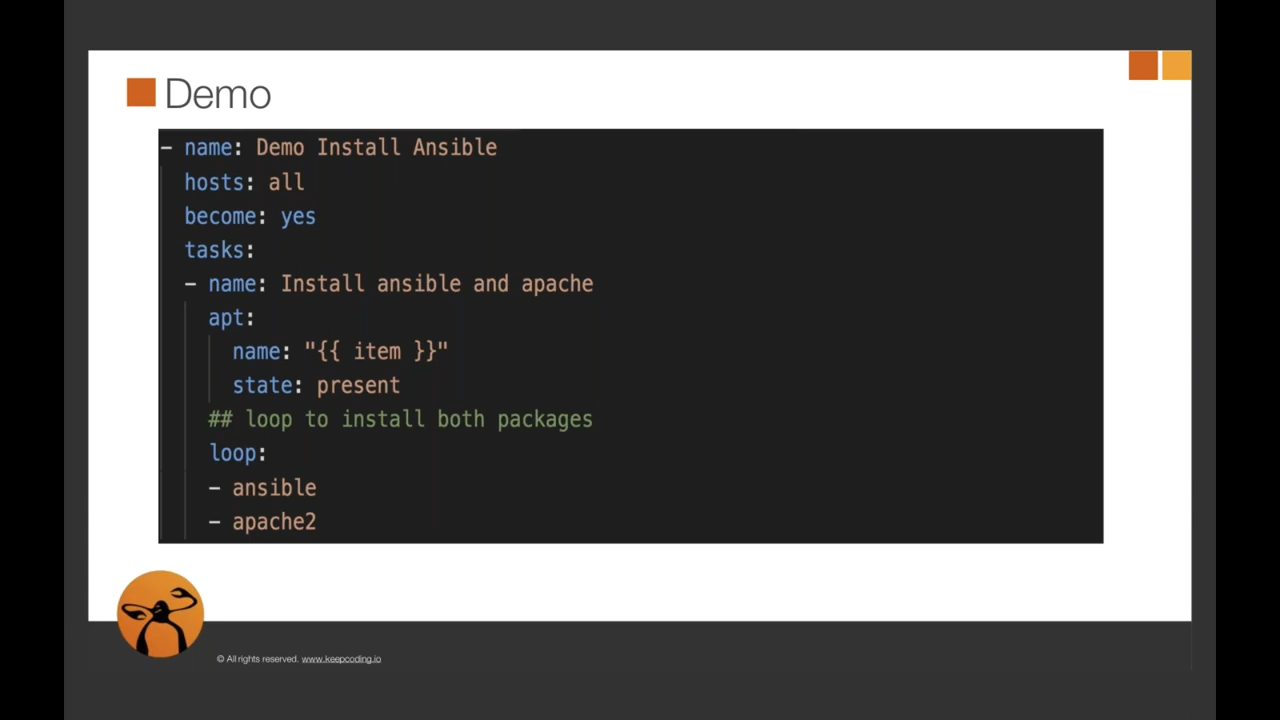 Demo
- name: Demo Install Ansible
  hosts: all
  become: yes
  tasks:
  - name: Install ansible and apache
    apt:
      name: "{{ item }}"
      state: present
    ## loop to install both packages
    loop:
    - ansible
    - apache2
© All rights reserved. www.keepcoding.io